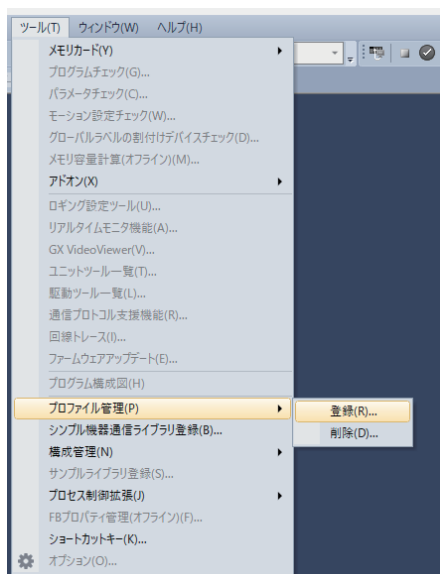 ツール(T) ウィンドウ(W) ヘルプ(H)
メモリカード(Y)
プログラムチェック(G)...
パラメータチェック(C)...
モーション設定チェック(W)...
グローバルラベルの割付けデバイスチェック(D)...
メモリ容量計算(オフライン)(M)...
アドオン(X)
ロギング設定ツール(U)...
リアルタイムモニタ機能(A)...
GX VideoViewer(V)...
ユニットツール一覧(T)...
駆動ツール一覧(L)...
通信プロトコル支援機能(R)...
回線トレース(I)...
ファームウェアアップデート(E)...
プログラム構成図(H)
プロファイル管理(P)
登録(R)...
シンプル機器通信ライブラリ登録(B)...
削除(D)...
構成管理(N)
サンプルライブラリ登録(S)...
プロセス制御拡張(J)
FBプロパティ管理(オフライン)(F)...
ショートカットキー(K)...
オプション(O)...